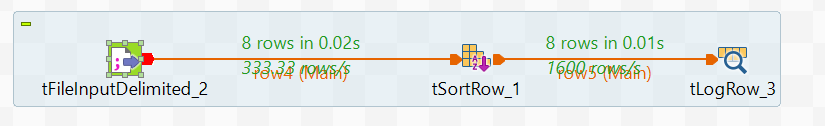 8 rows in 0.02s
8 rows in 0.01s
333.33 rows/s
row4 (Main)
1600 rows/s
row5 (Main)
tFileInputDelimited_2
tSortRow_1
tLogRow_3